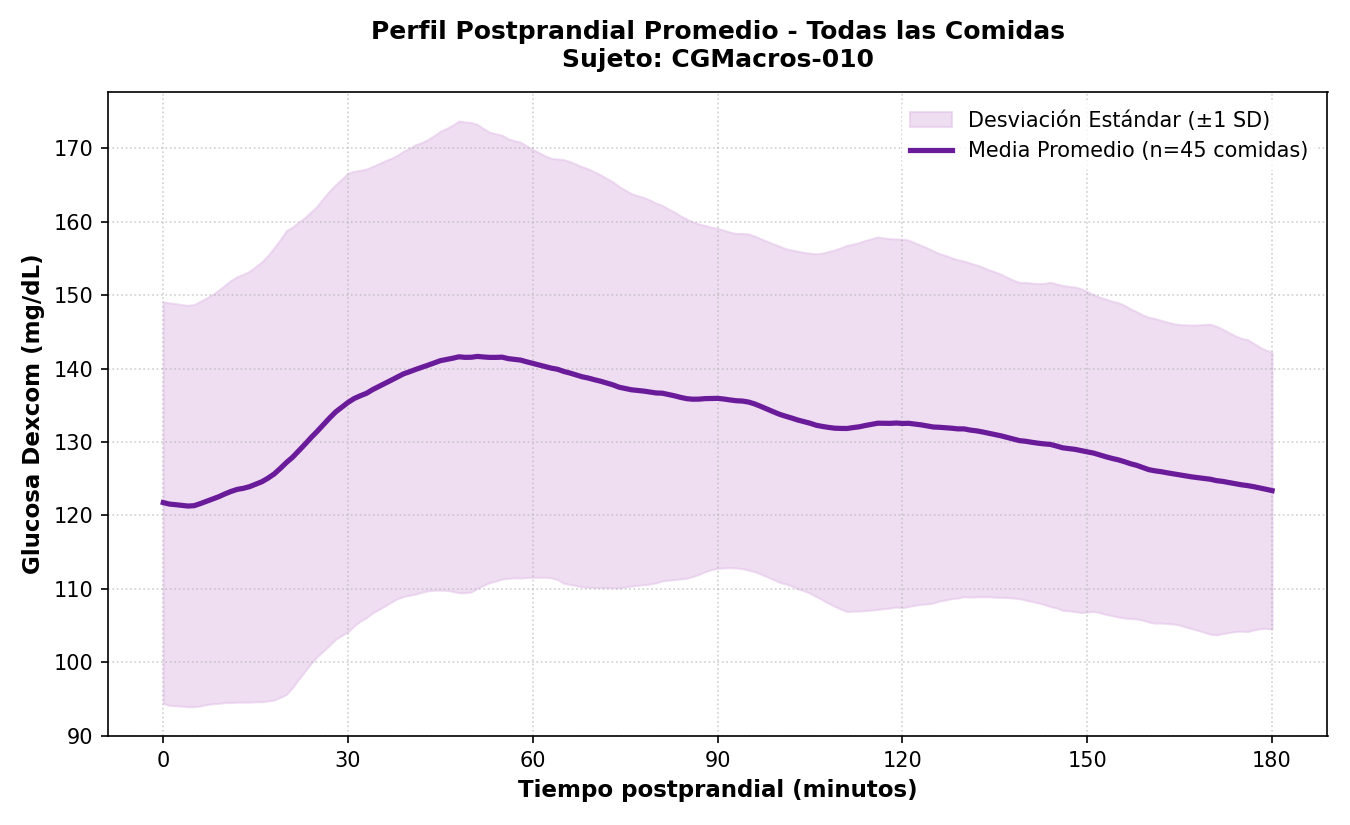 Perfil Postprandial Promedio - Todas las Comidas
Sujeto: CGMacros-010
Desviación Estándar (±1 SD)
Media Promedio (n=45 comidas)
Glucosa Dexcom (mg/dL)
170
160
150
140
130
120
110
100
90
0 30 60 90 120 150 180
Tiempo postprandial (minutos)